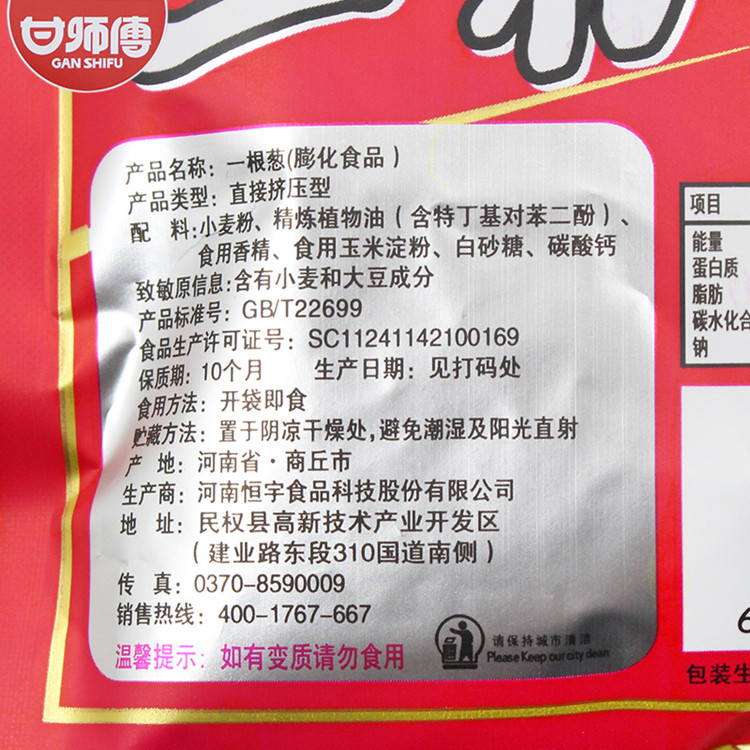 甘师傅
GAN SHIFU
产品名称: 一根葱(膨化食品)
产品类型: 直接挤压型
配 料:小麦粉、精炼植物油(含特丁基对苯二酚)、
食用香精、食用玉米淀粉、白砂糖、碳酸钙
致敏原信息:含有小麦和大豆成分
产品标准号: GB/T22699
食品生产许可证号: SC11241142100169
保质期: 10个月 生产日期: 见打码处
食用方法: 开袋即食
贮藏方法: 置于阴凉干燥处,避免潮湿及阳光直射
产 地: 河南省·商丘市
生产商: 河南恒宇食品科技股份有限公司
地 址: 民权县高新技术产业开发区
(建业路东段310国道南侧)
传 真: 0370-8590009
销售热线: 400-1767-667
温馨提示: 如有变质请勿食用
请保持城市清洁
Please Keep our city clean
项目
能量
蛋白质
脂肪
碳水化合
钠
6
包装生